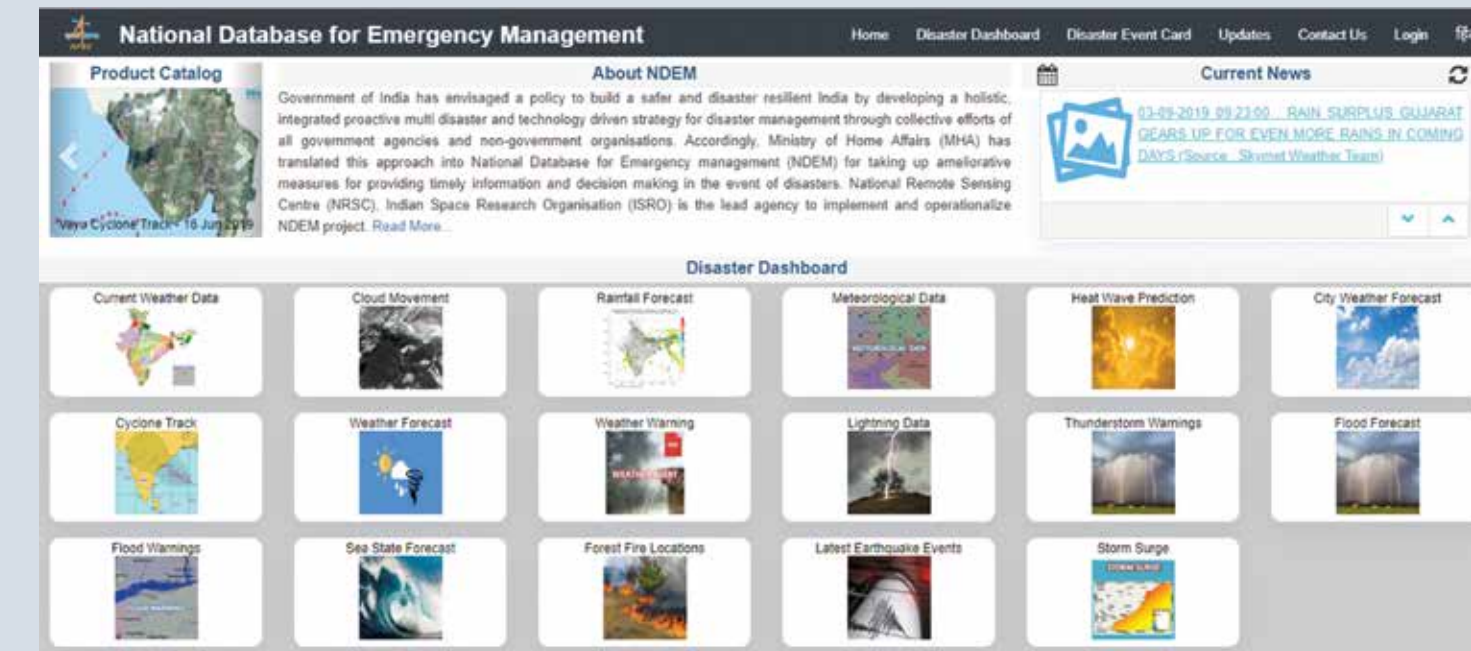 National Database for Emergency Management
Home Disaster Dashboard Disaster Event Card Updates Contact Us Login
Product Catalog
"Vayu Cyclone Track - 16 Jun 2019
About NDEM
Government of India has envisaged a policy to build a safer and disaster resilient India by developing a holistic,
integrated proactive multi disaster and technology driven strategy for disaster management through collective efforts of
all government agencies and non-government organisations. Accordingly, Ministry of Home Affairs (MHA) has
translated this approach into National Database for Emergency management (NDEM) for taking up ameliorative
measures for providing timely information and decision making in the event of disasters. National Remote Sensing
Centre (NRSC), Indian Space Research Organisation (ISRO) is the lead agency to implement and operationalize
NDEM project. Read More...
Current News
03-09-2019 09:23:00 RAIN SURPLUS GUJARAT
GEARS UP FOR EVEN MORE RAINS IN COMING
DAYS (Source : Skymet Weather Team)
Disaster Dashboard
Current Weather Data
Cloud Movement
Rainfall Forecast
Meteorological Data
METEOROLOGICAL DATA
Heat Wave Prediction
City Weather Forecast
Cyclone Track
Weather Forecast
Weather Warning
Lightning Data
Thunderstorm Warnings
Flood Forecast
Flood Warnings
FLOOD WARNING
Sea State Forecast
Forest Fire Locations
Latest Earthquake Events
Storm Surge
STORM SURGE